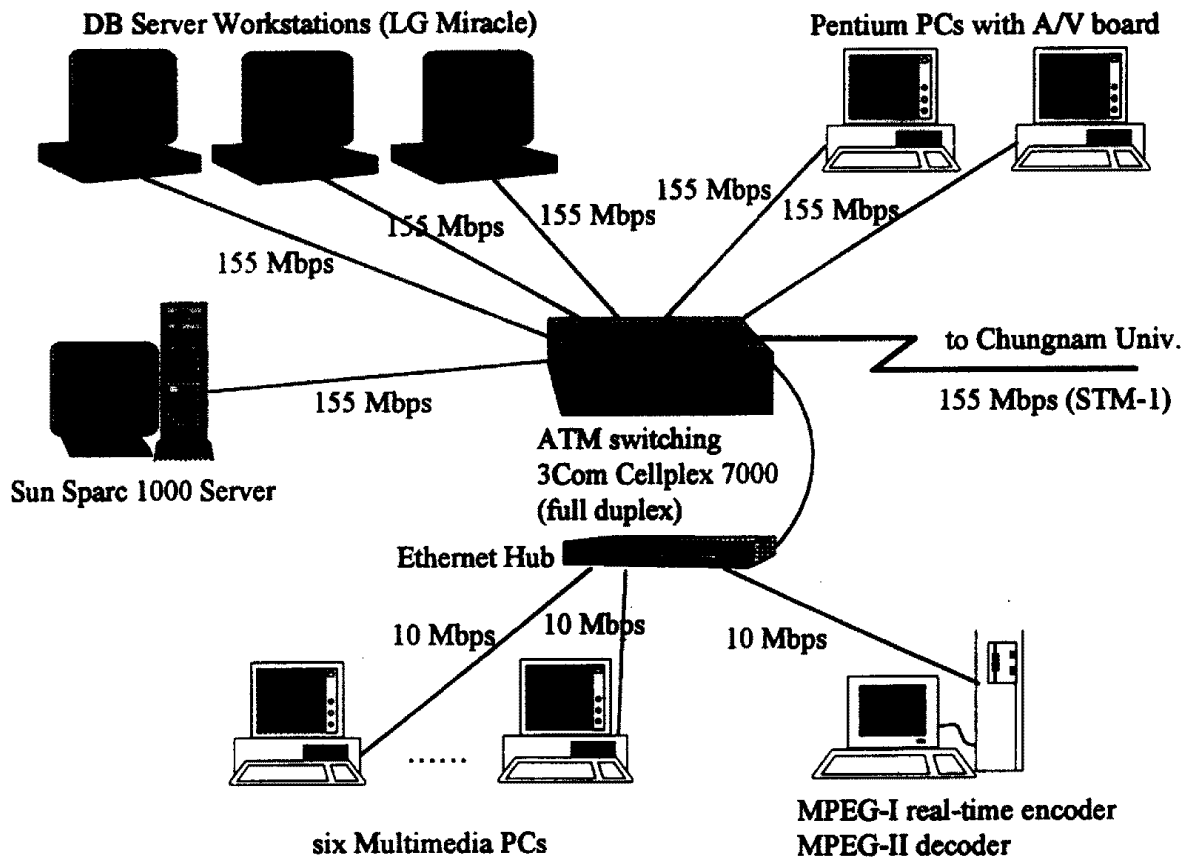 DB Server Workstations (LG Miracle)
Pentium PCs with A/V board
155 Mbps
155 Mbps
155 Mbps
155 Mbps
155 Mbps
155 Mbps
to Chungnam Univ.
155 Mbps (STM-1)
Sun Sparc 1000 Server
ATM switching
3Com Cellplex 7000
(full duplex)
Ethernet Hub
10 Mbps
10 Mbps
10 Mbps
......
six Multimedia PCs
MPEG-I real-time encoder
MPEG-II decoder